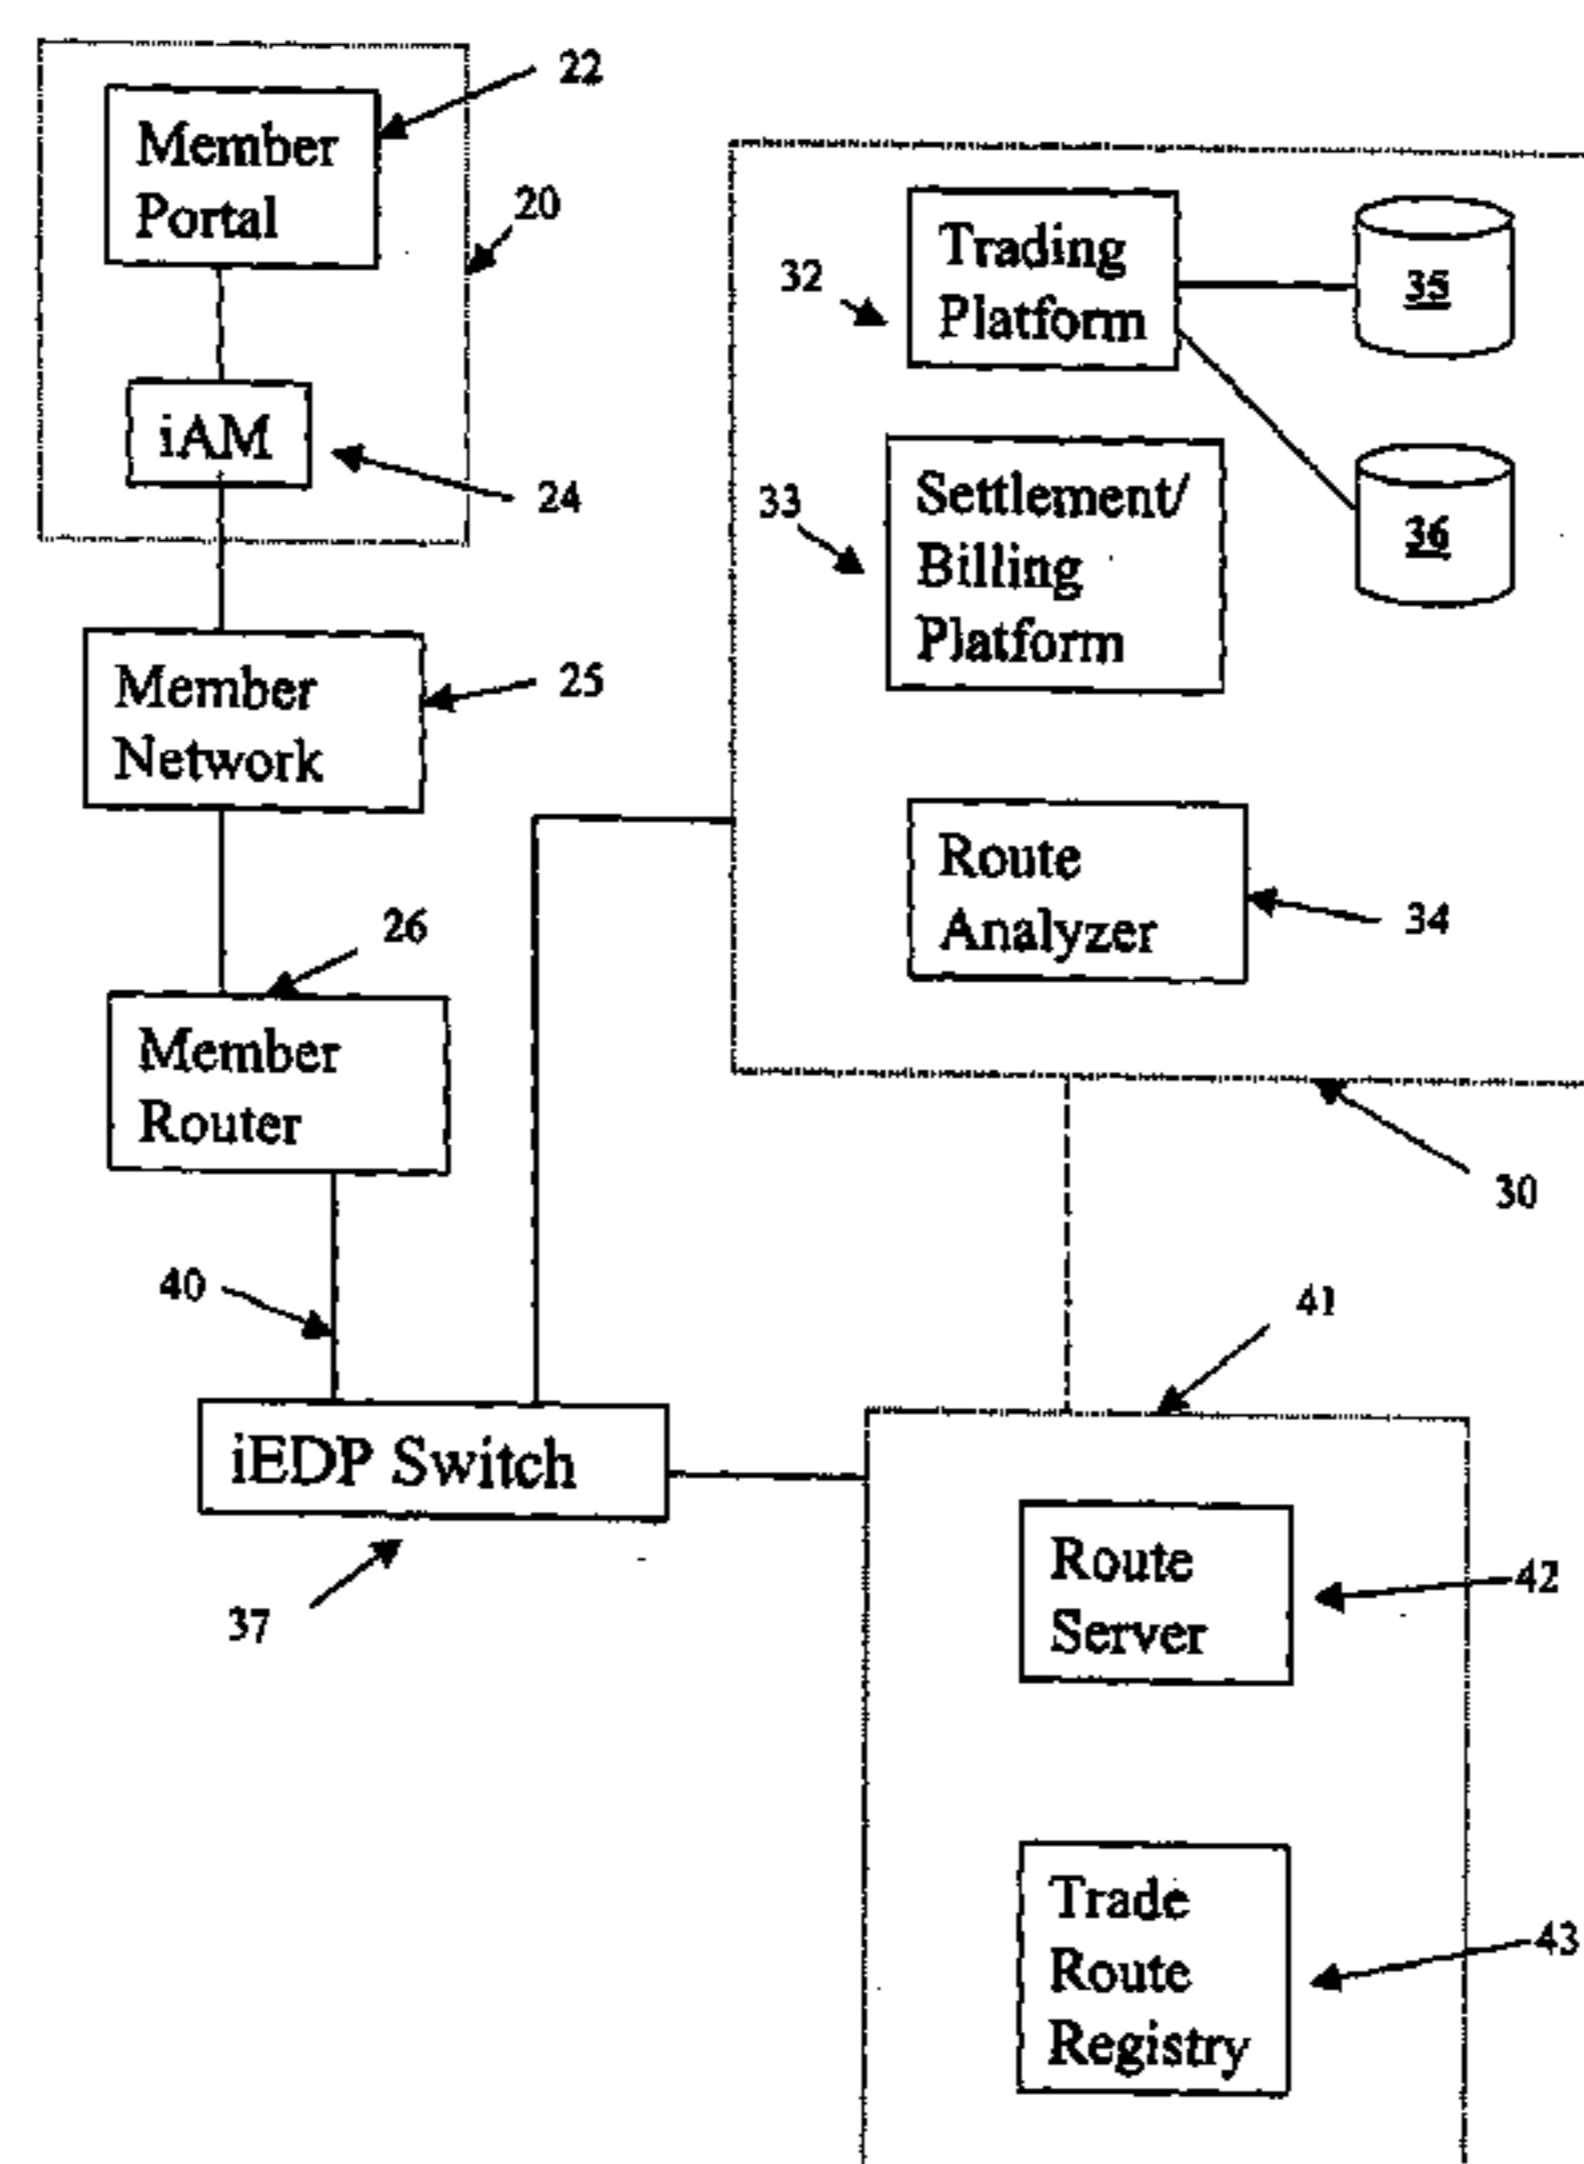 22
Member
Portal
20
iAM
24
Member
Network
25
26
Member
Router
40
iEDP Switch
37
32
Trading
Platform
35
33
Settlement/
Billing
Platform
36
Route
Analyzer
34
30
41
Route
Server
42
Trade
Route
Registry
43